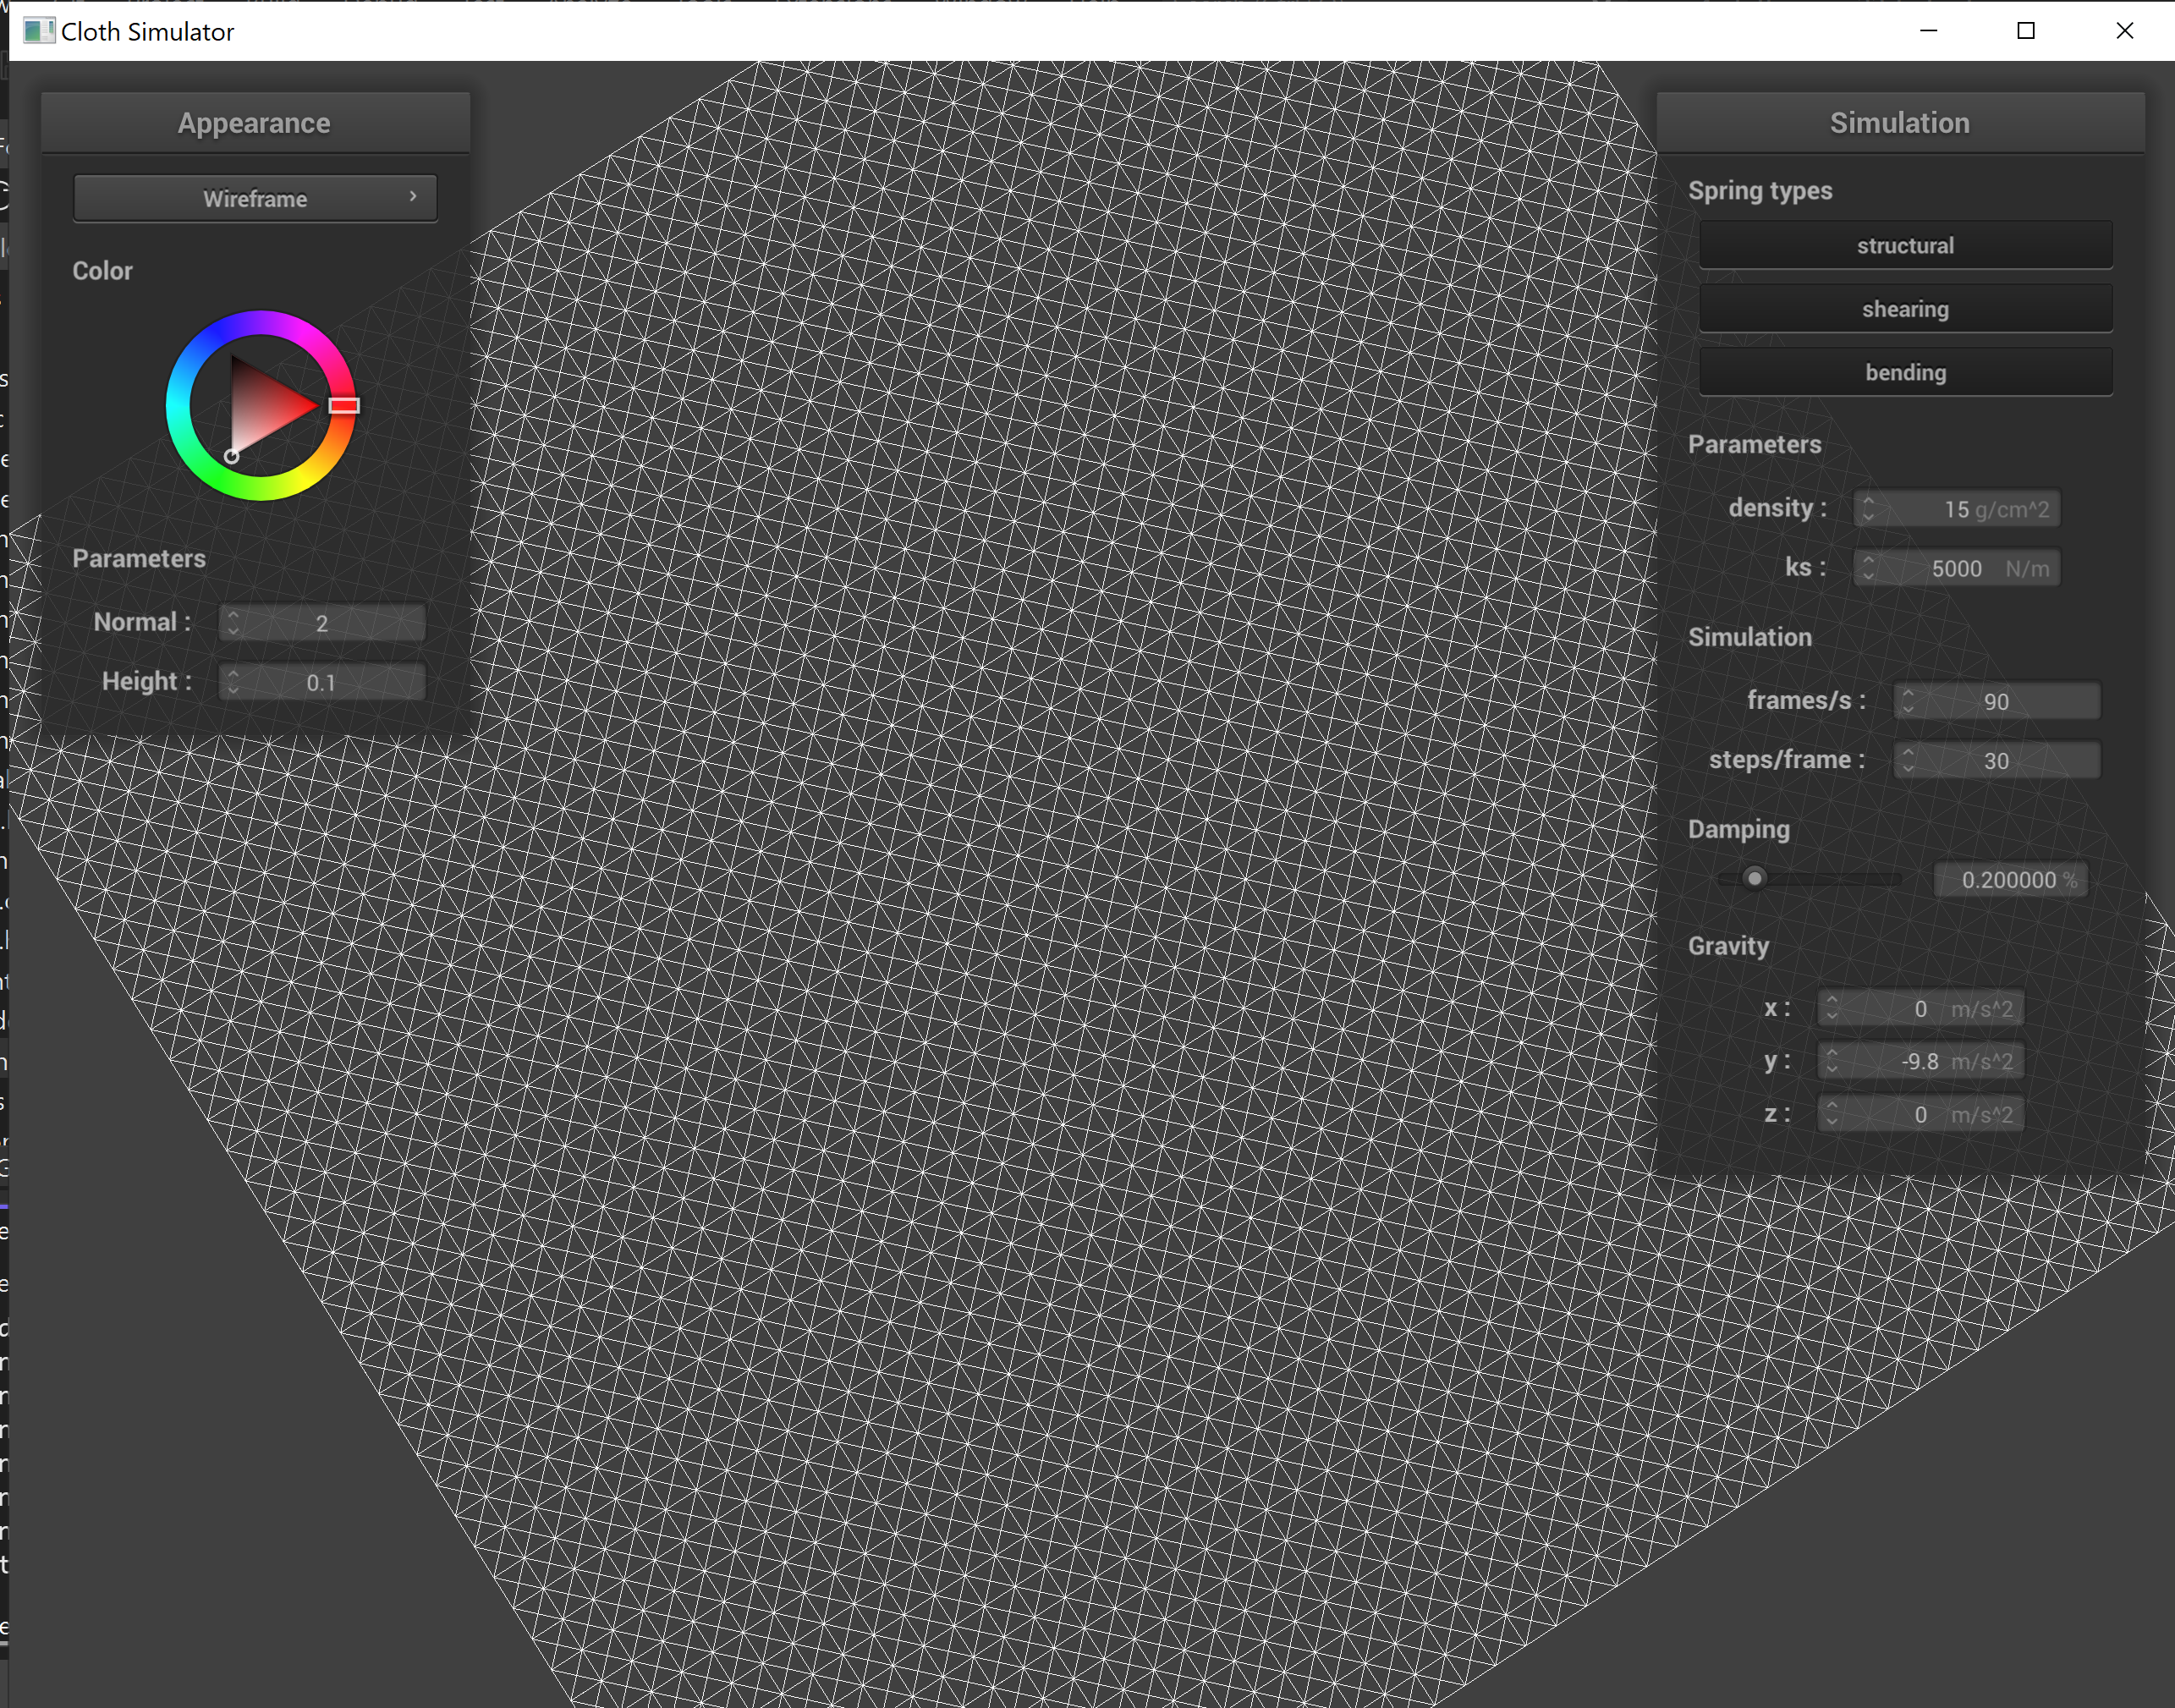 Cloth Simulator
Appearance
Wireframe
Color
Parameters
Normal : 2
Height : 0.1
Simulation
Spring types
structural
shearing
bending
Parameters
density : 15 g/cm^2
ks : 5000 N/m
Simulation
frames/s : 90
steps/frame : 30
Damping
0.200000 %
Gravity
x : 0 m/s^2
y : -9.8 m/s^2
z : 0 m/s^2